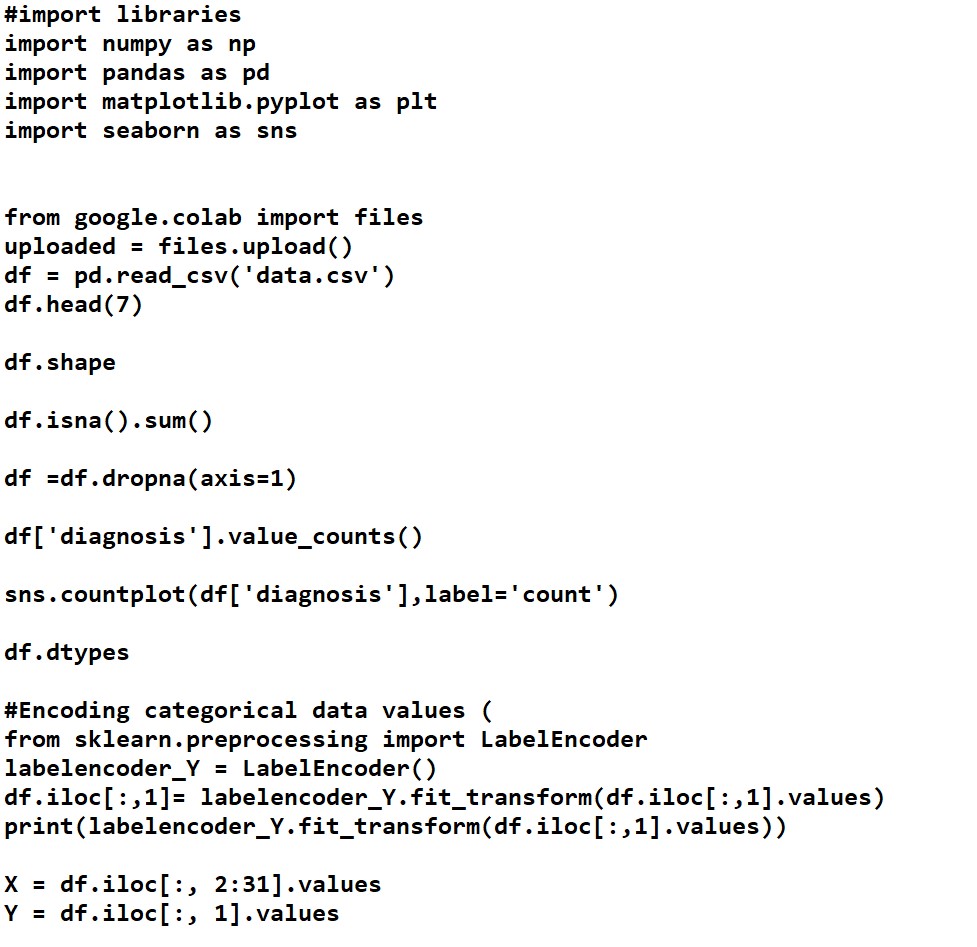 #import libraries
import numpy as np
import pandas as pd
import matplotlib.pyplot as plt
import seaborn as sns
from google.colab import files
uploaded = files.upload()
df = pd.read_csv('data.csv')
df.head(7)
df.shape
df.isna().sum()
df =df.dropna(axis=1)
df['diagnosis'].value_counts()
sns.countplot(df['diagnosis'],label='count')
df.dtypes
#Encoding categorical data values (
from sklearn.preprocessing import LabelEncoder
labelencoder_Y = LabelEncoder()
df.iloc[:,1]= labelencoder_Y.fit_transform(df.iloc[:,1].values)
print(labelencoder_Y.fit_transform(df.iloc[:,1].values))
X = df.iloc[:, 2:31].values
Y = df.iloc[:, 1].values